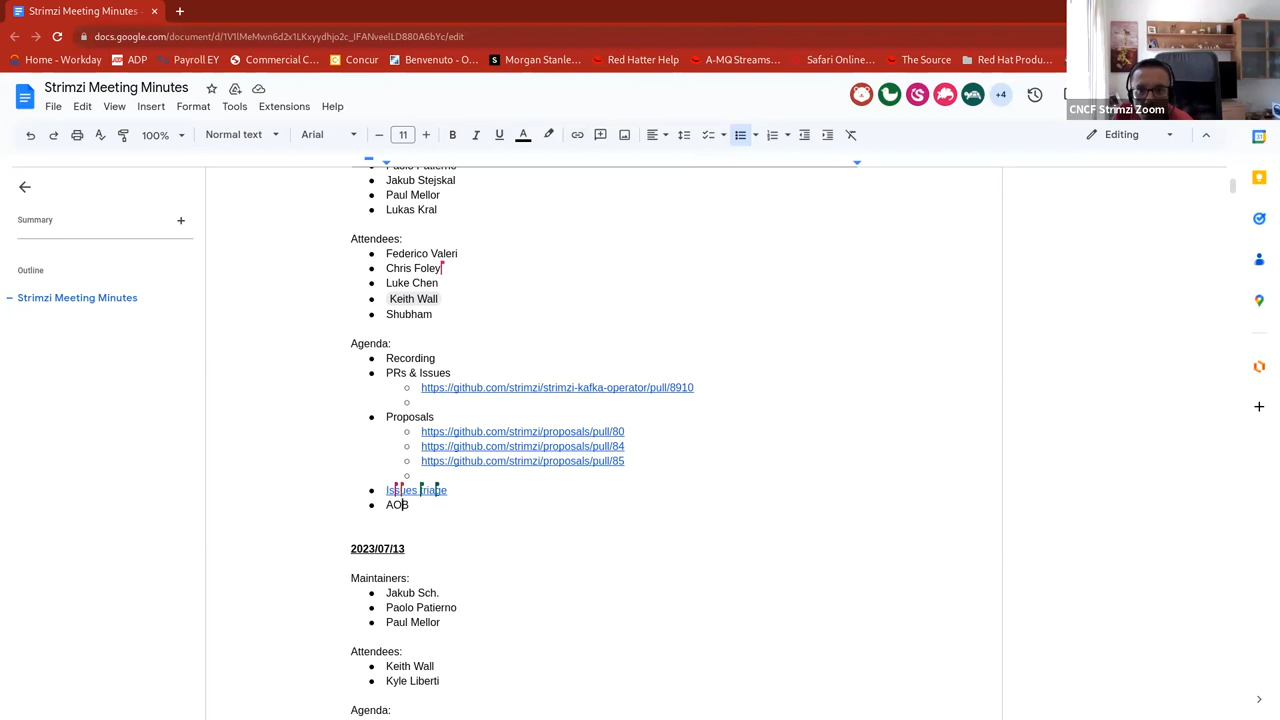 Strimzi Meeting Minutes -
docs.google.com/document/d/1V1lMeMwn6d2x1LKxyydhjo2c_IFANveelLD880A6bYc/edit
Home - Workday
ADP
Payroll EY
Commercial C…
Concur
Benvenuto - O…
Morgan Stanle…
Red Hatter Help
A-MQ Streams…
Safari Online…
The Source
Red Hat Produ…
Strimzi Meeting Minutes
File Edit View Insert Format Tools Extensions Help
+4
CNCF Strimzi Zoom
100% Normal text Arial 11 Editing
Summary
Outline
Strimzi Meeting Minutes
Paolo Patierno
Jakub Stejskal
Paul Mellor
Lukas Kral
Attendees:
Federico Valeri
Chris Foley
Luke Chen
Keith Wall
Shubham
Agenda:
Recording
PRs & Issues
https://github.com/strimzi/strimzi-kafka-operator/pull/8910
Proposals
https://github.com/strimzi/proposals/pull/80
https://github.com/strimzi/proposals/pull/84
https://github.com/strimzi/proposals/pull/85
Issues triage
AOB
2023/07/13
Maintainers:
Jakub Sch.
Paolo Patierno
Paul Mellor
Attendees:
Keith Wall
Kyle Liberti
Agenda: